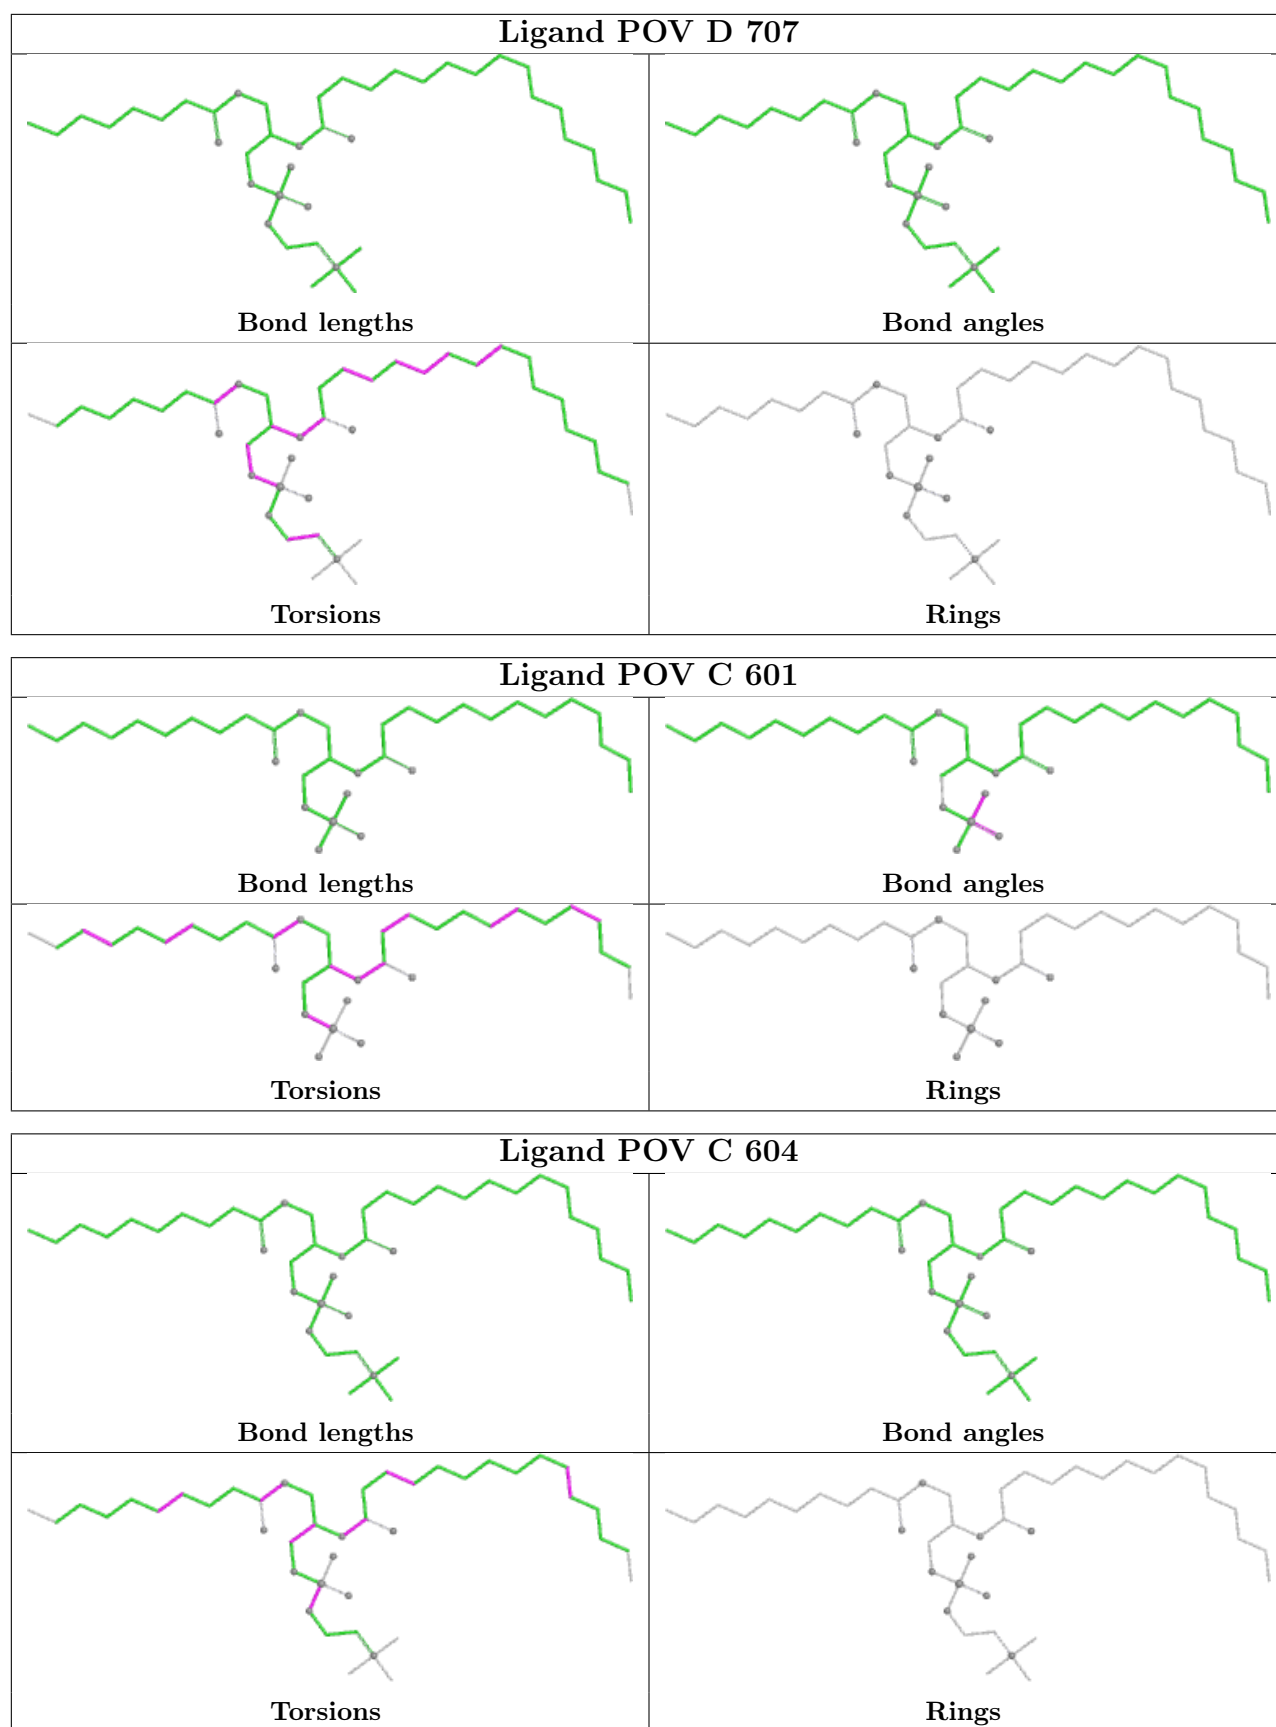 Ligand POV D 707
Bond lengths
Bond angles
Torsions
Rings
Ligand POV C 601
Bond lengths
Bond angles
Torsions
Rings
Ligand POV C 604
Bond lengths
Bond angles
Torsions
Rings